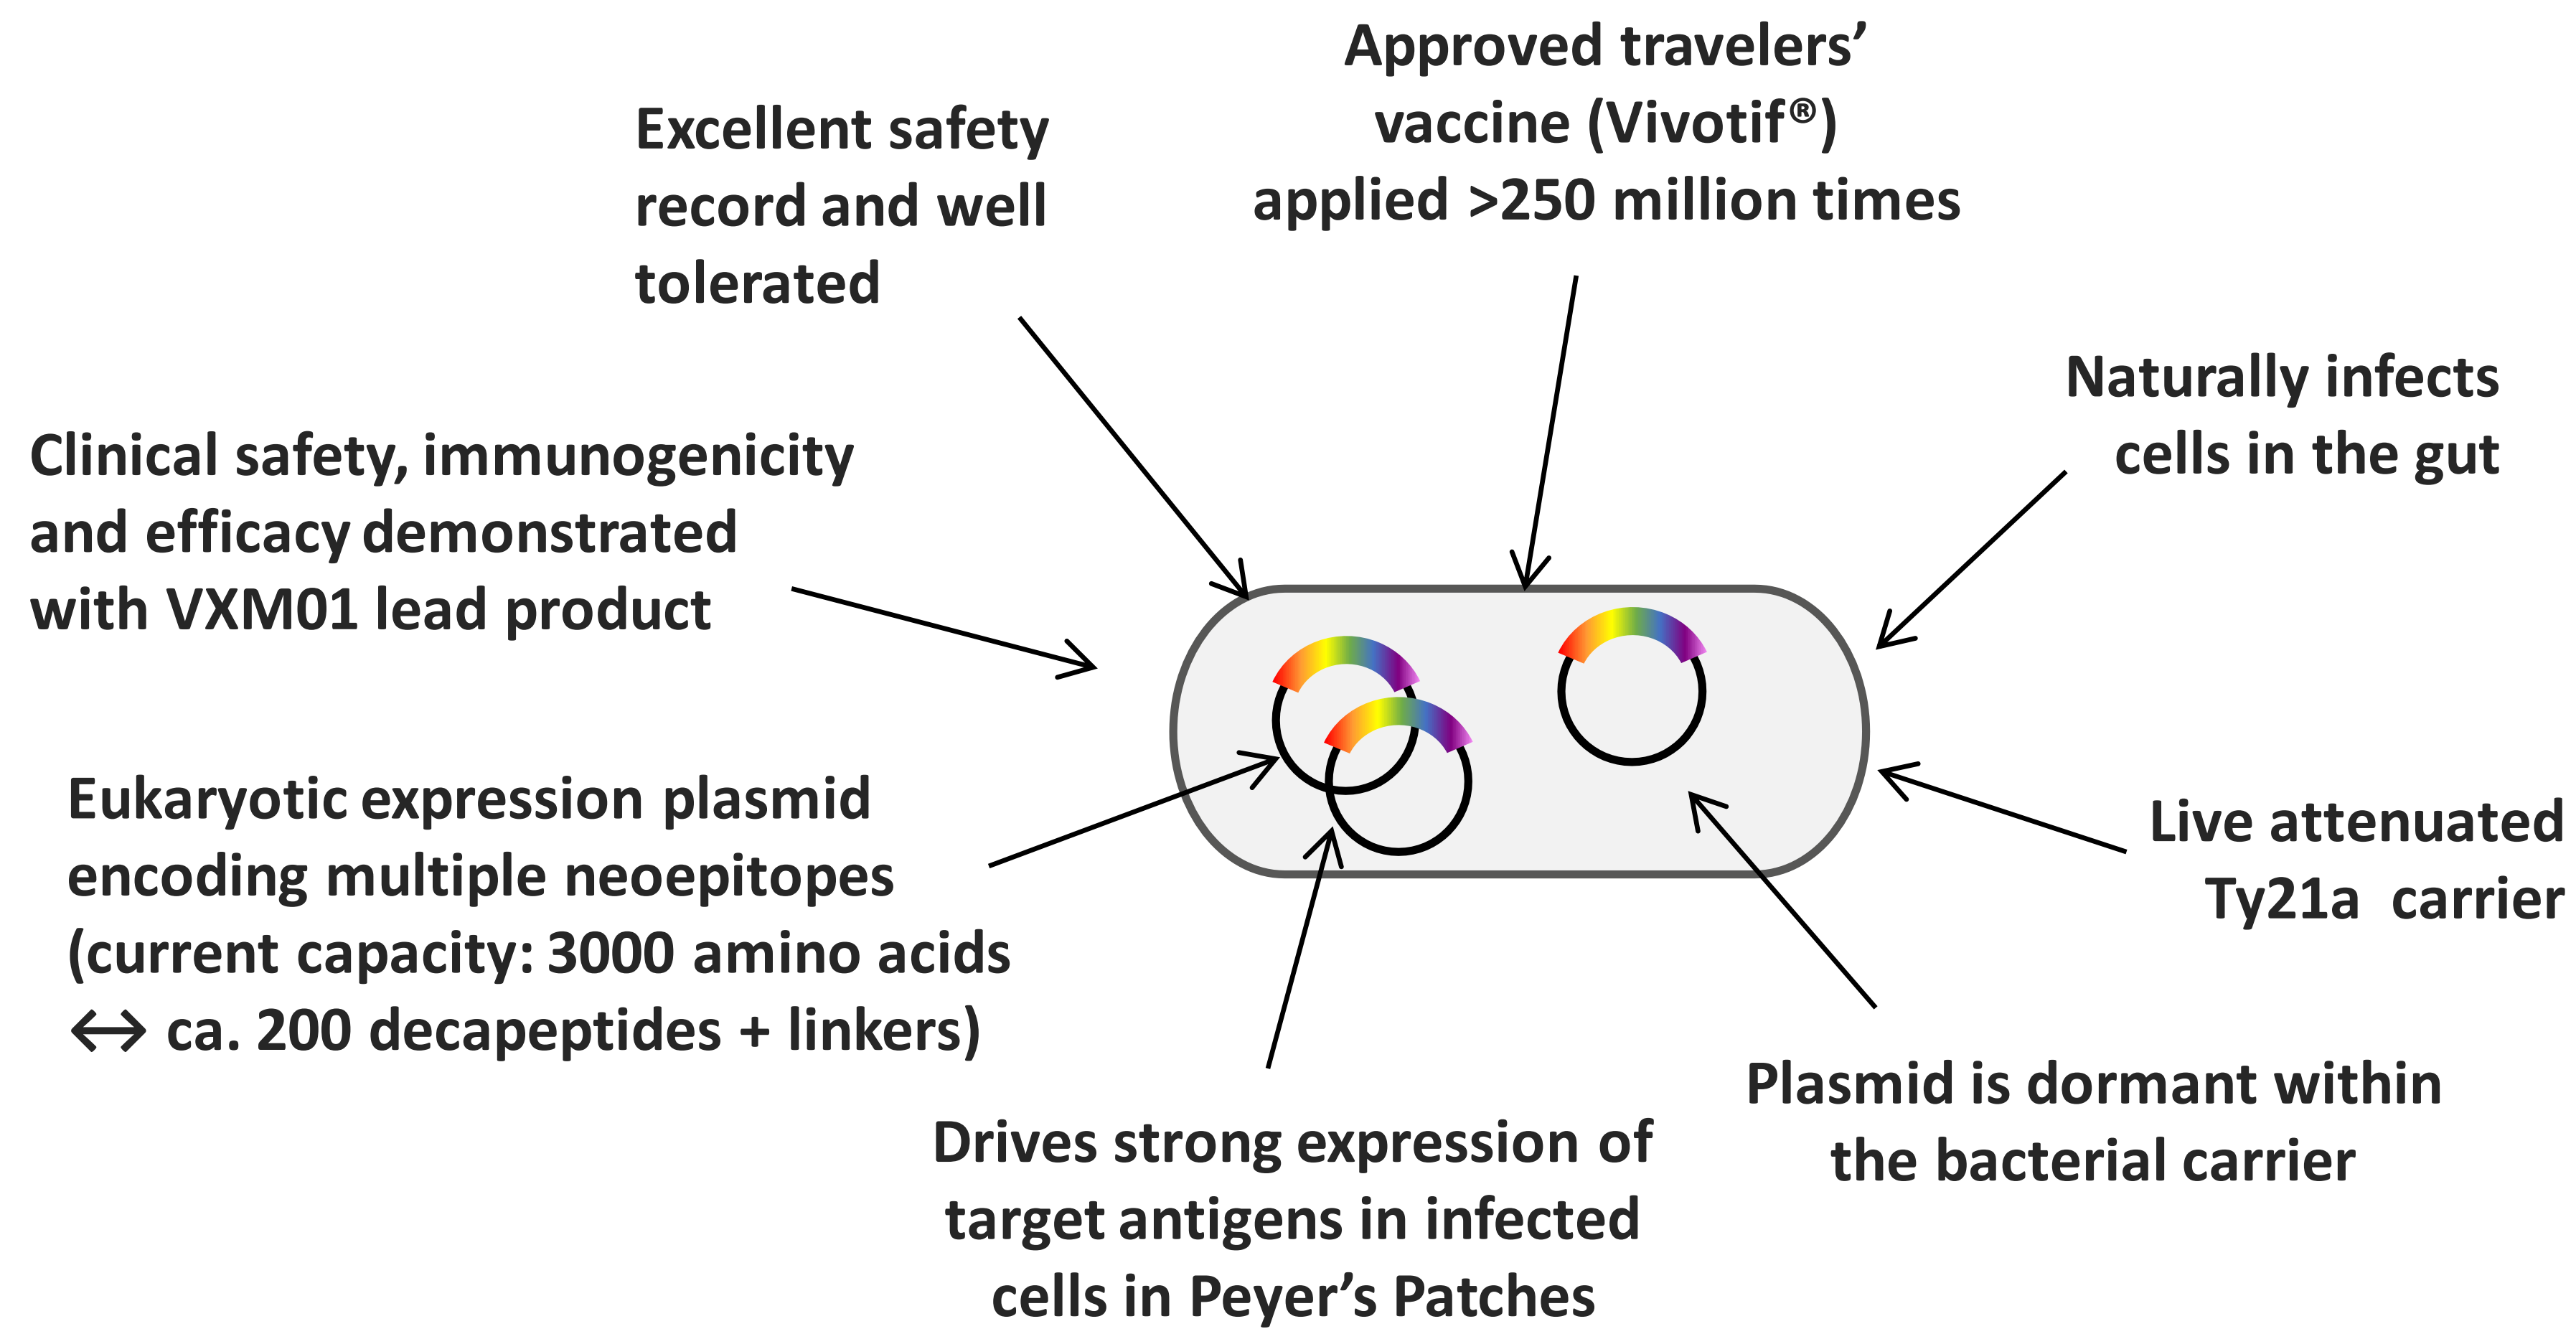 Approved travelers’
vaccine (Vivotif®)
applied >250 million times
Excellent safety
record and well
tolerated
Naturally infects
cells in the gut
Clinical safety, immunogenicity
and efficacy demonstrated
with VXM01 lead product
Eukaryotic expression plasmid
encoding multiple neoepitopes
(current capacity: 3000 amino acids
↔ ca. 200 decapeptides + linkers)
Live attenuated
Ty21a carrier
Plasmid is dormant within
the bacterial carrier
Drives strong expression of
target antigens in infected
cells in Peyer’s Patches